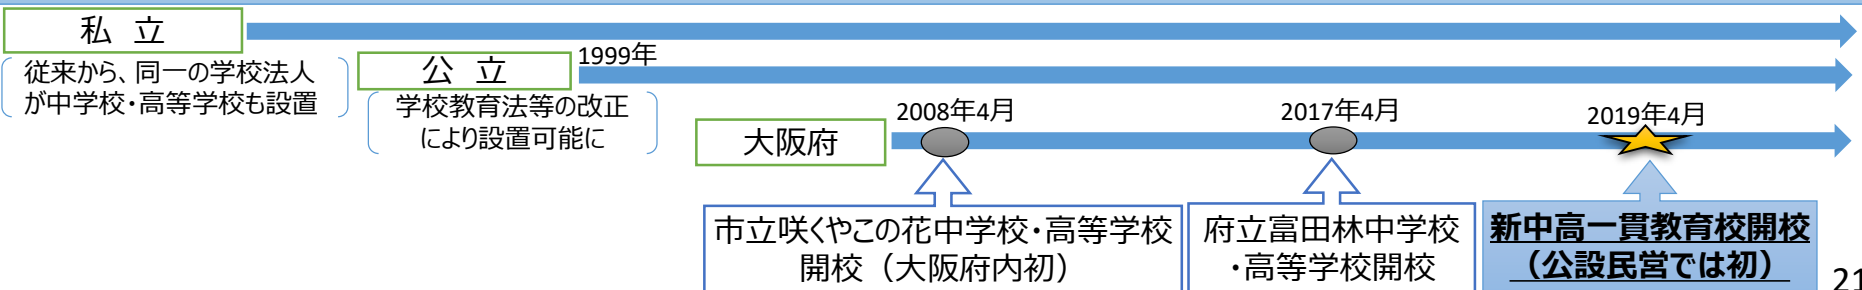 私 立
従来から、同一の学校法人
が中学校・高等学校も設置
公 立
1999年
学校教育法等の改正
により設置可能に
大阪府
2008年4月
2017年4月
2019年4月
市立咲くやこの花中学校・高等学校
開校（大阪府内初）
府立富田林中学校
・高等学校開校
新中高一貫教育校開校
（公設民営では初）
21